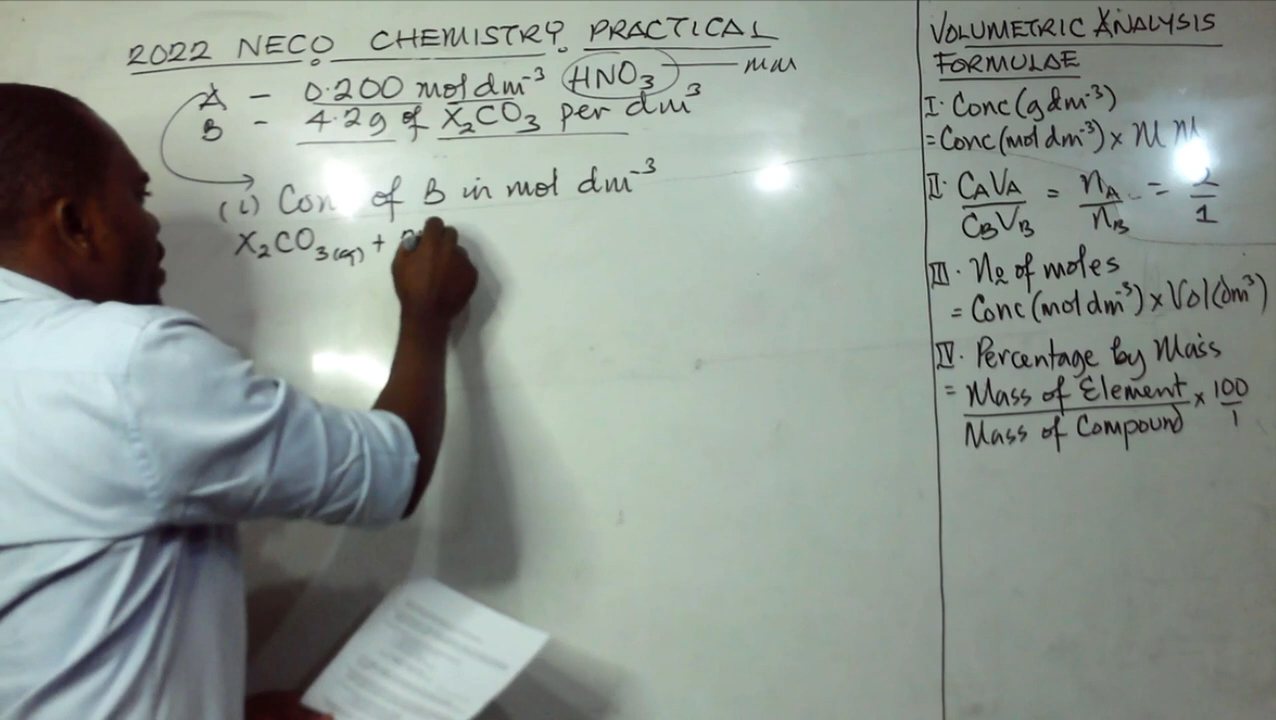 2022 NECO CHEMISTRY PRACTICAL
A - 0.200 mol dm⁻³ HNO₃ — MM
B - 4.2g of X₂CO₃ per dm³
(i) Con of B in mol dm⁻³
X₂CO₃(aq) +
VOLUMETRIC ANALYSIS
FORMULAE
I. Conc (g dm⁻³)
= Conc (mol dm⁻³) × M M
II. CAVA / CBVB = nA / nB = 2 / 1
III. No of moles
= Conc (mol dm⁻³) × Vol (dm³)
IV. Percentage by Mass
= Mass of Element / Mass of Compound × 100 / 1